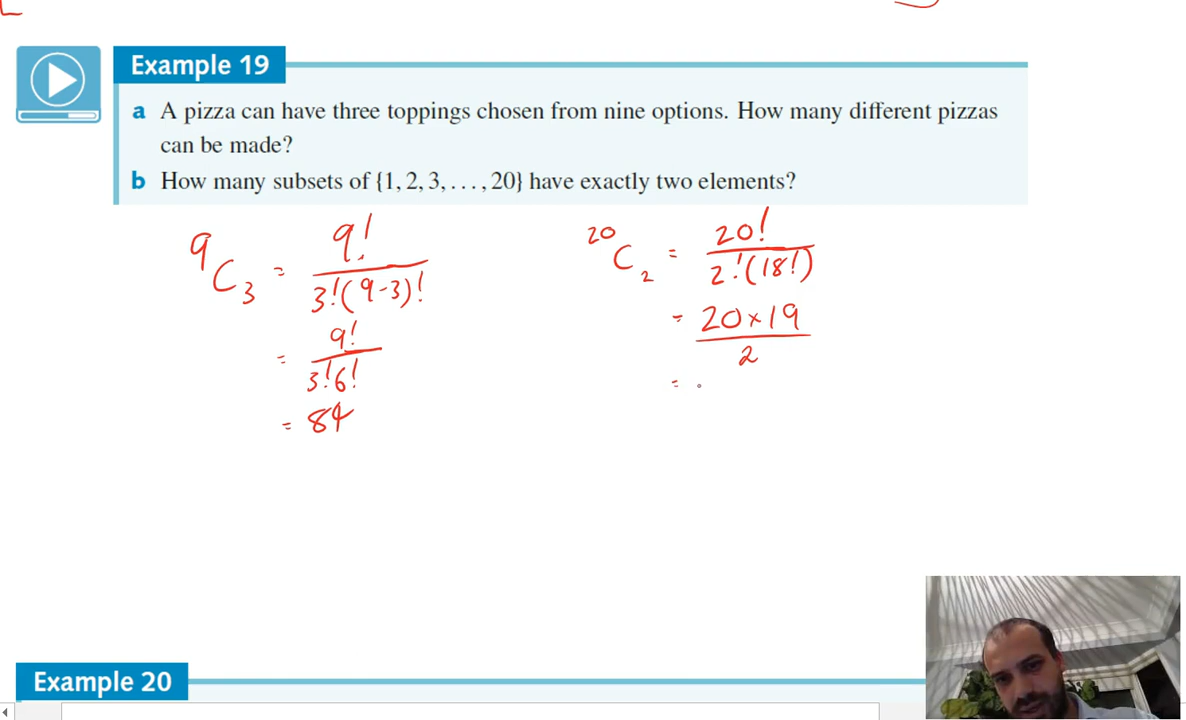 Example 19
a A pizza can have three toppings chosen from nine options. How many different pizzas
can be made?
b How many subsets of {1, 2, 3, . . . , 20} have exactly two elements?
⁹C₃ = 9! / 3!(9-3)!
= 9! / 3!6!
= 84
²⁰C₂ = 20! / 2!(18!)
= 20×19 / 2
=
Example 20